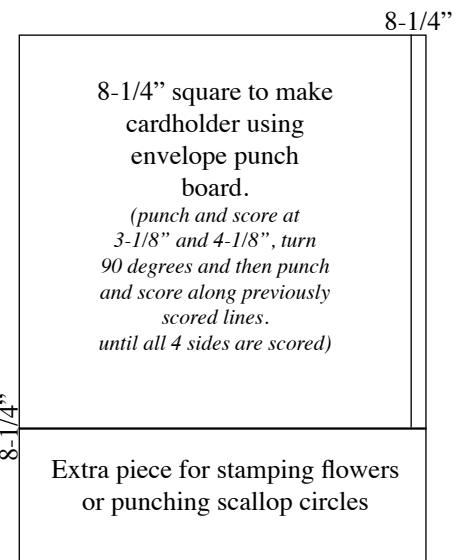 8-1/4”
8-1/4” square to make
cardholder using
envelope punch
board.
(punch and score at
3-1/8” and 4-1/8”, turn
90 degrees and then punch
and score along previously
scored lines.
until all 4 sides are scored)
8-1/4”
Extra piece for stamping flowers
or punching scallop circles